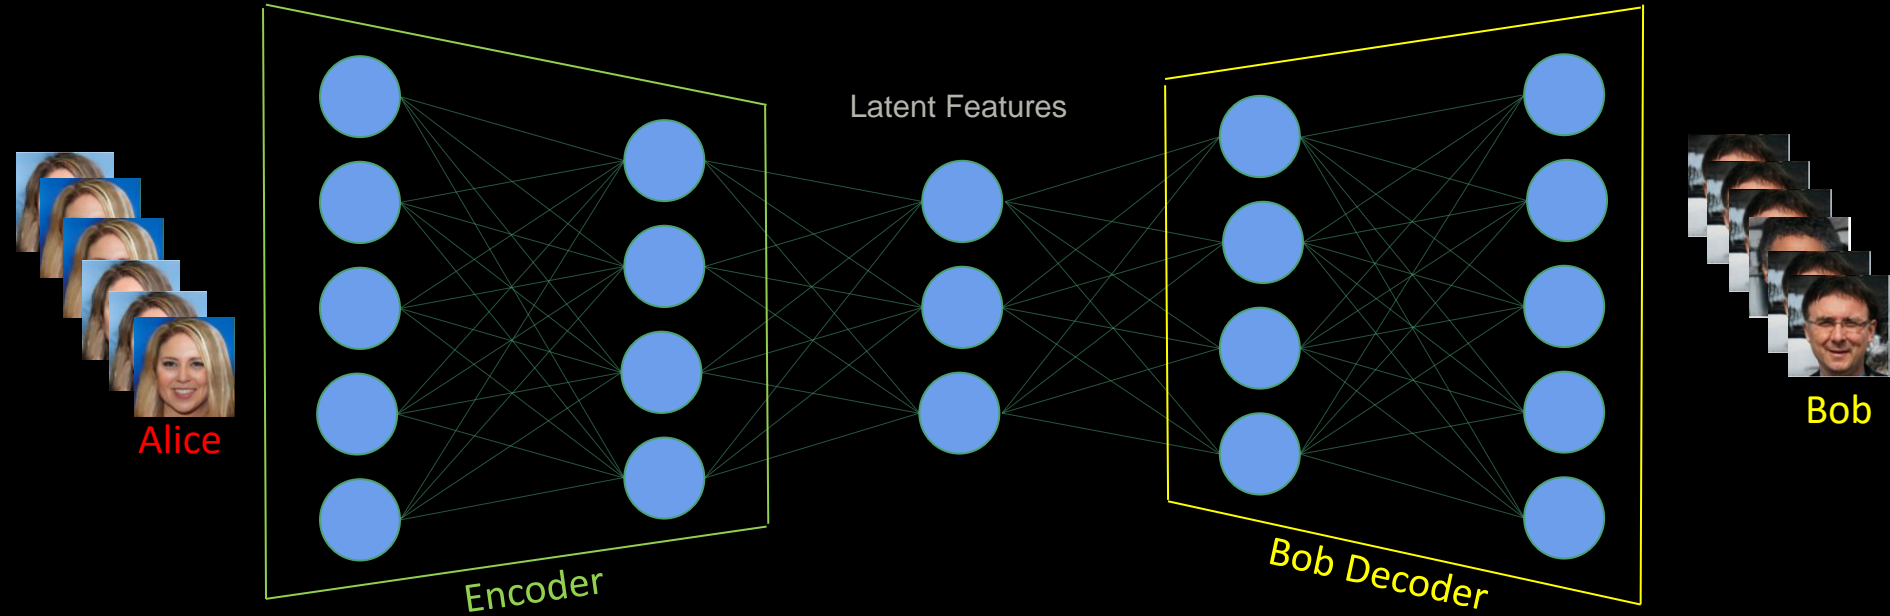 Latent Features
Alice
Bob
Encoder
Bob Decoder